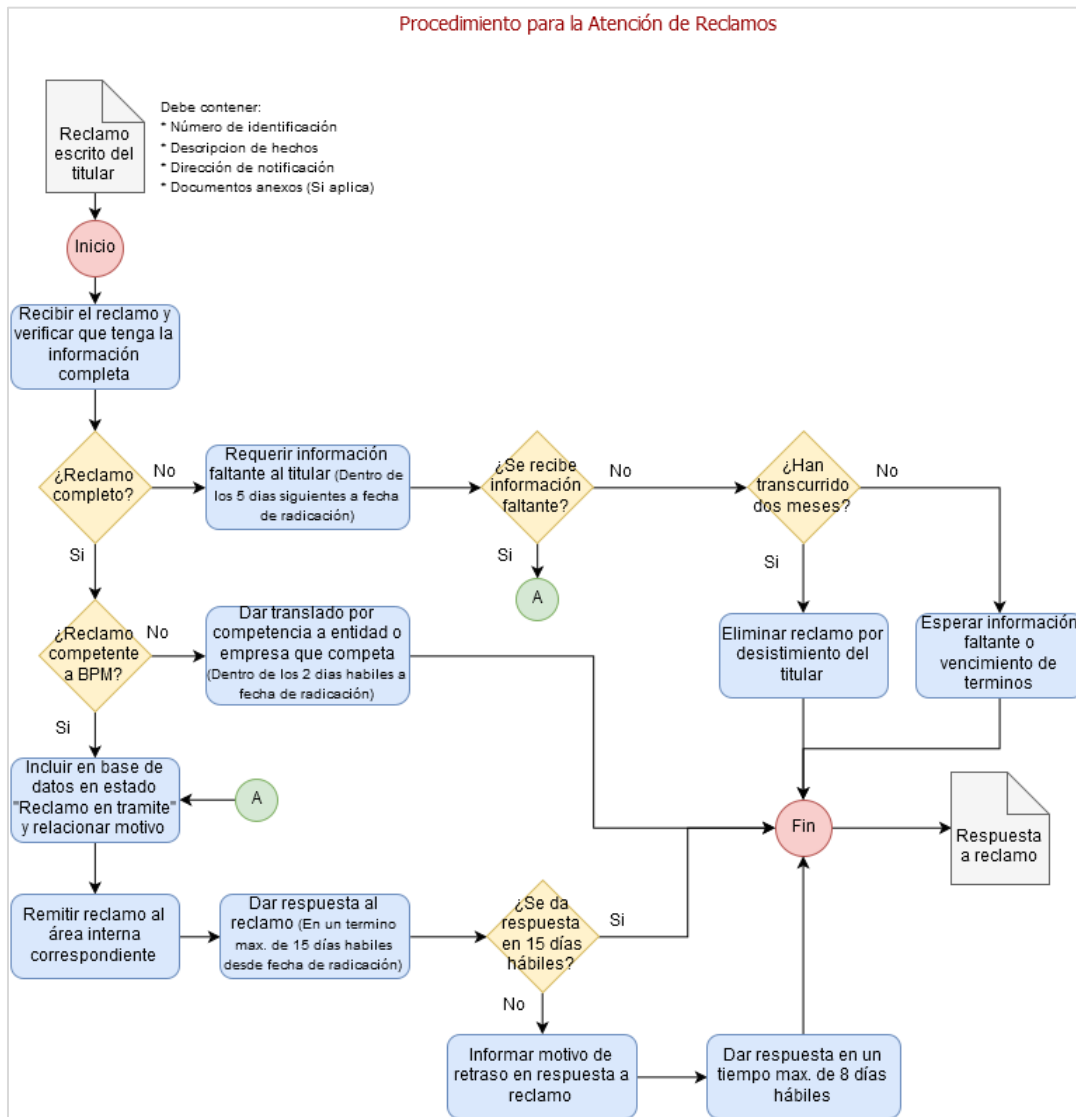 Procedimiento para la Atención de Reclamos
Reclamo
escrito del
titular
Debe contener:
* Número de identificación
* Descripcion de hechos
* Dirección de notificación
* Documentos anexos (Si aplica)
Inicio
Recibir el reclamo y
verificar que tenga la
información
completa
¿Reclamo
completo?
No
Requerir información
faltante al titular (Dentro de
los 5 dias siguientes a fecha
de radicación)
¿Se recibe
información
faltante?
No
¿Han
transcurrido
dos meses?
No
Si
Si
Si
A
¿Reclamo
competente
a BPM?
No
Dar translado por
competencia a entidad o
empresa que competa
(Dentro de los 2 dias habiles a
fecha de radicación)
Eliminar reclamo por
desistimiento del
titular
Esperar información
faltante o
vencimiento de
terminos
Si
Incluir en base de
datos en estado
"Reclamo en tramite"
y relacionar motivo
A
Fin
Respuesta
a reclamo
Remitir reclamo al
área interna
correspondiente
Dar respuesta al
reclamo (En un termino
max. de 15 días habiles
desde fecha de radicación)
¿Se da
respuesta
en 15 días
hábiles?
Si
No
Informar motivo de
retraso en respuesta a
reclamo
Dar respuesta en un
tiempo max. de 8 días
hábiles